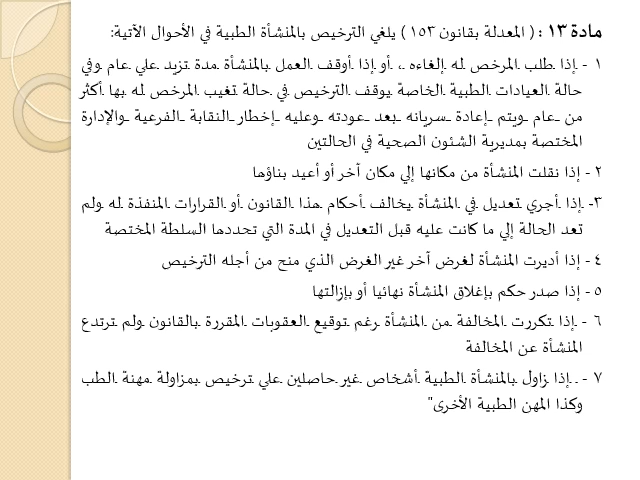 مادة ١٣ : ( المعدلة بقانون ١٥٣ ) يلغي الترخيص بالمنشأة الطبية في الأحوال الآتية:
١ - إذا طلب المرخص له إلغاءه ،، أو إذا أوقف العمل بالمنشأة مدة تزيد علي عام وفي
حالة العيادات الطبية الخاصة يوقف الترخيص في حالة تغيب المرخص له بها أكثر
من عام ويتم إعادة سريانه بعد عودته وعليه إخطار النقابة الفرعية والإدارة
المختصة بمديرية الشئون الصحية في الحالتين
٢ - إذا نقلت المنشأة من مكانها إلي مكان آخر أو أعيد بناؤها
٣- إذا أجري تعديل في المنشأة يخالف أحكام هذا القانون أو القرارات المنفذة له ولم
تعد الحالة إلي ما كانت عليه قبل التعديل في المدة التي تحددها السلطة المختصة
٤ - إذا أديرت المنشأة لغرض آخر غير الغرض الذي منح من أجله الترخيص
٥ - إذا صدر حكم بإغلاق المنشأة نهائيا أو بإزالتها
٦ - إذا تكررت المخالفة من المنشأة رغم توقيع العقوبات المقررة بالقانون ولم ترتدع
المنشأة عن المخالفة
٧ - . إذا زاول بالمنشأة الطبية أشخاص غير حاصلين علي ترخيص بمزاولة مهنة الطب
وكذا المهن الطبية الأخرى"